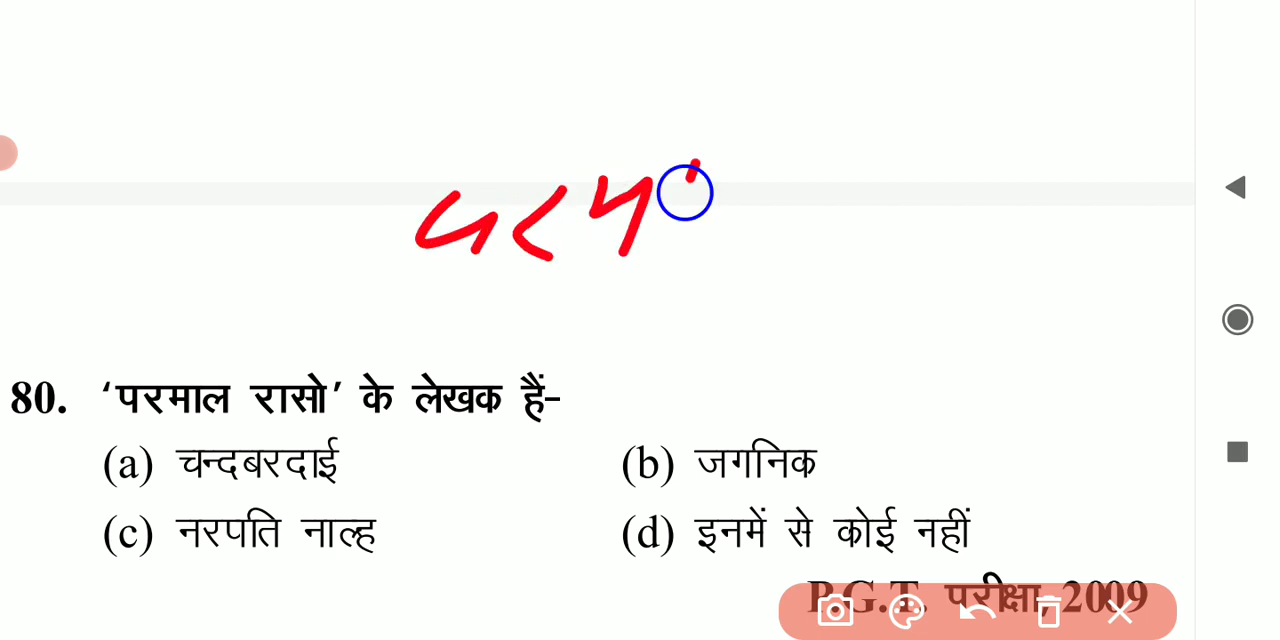 80. ‘परमाल रासो’ के लेखक हैं-
(a) चन्दबरदाई (b) जगनिक
(c) नरपति नाल्ह (d) इनमें से कोई नहीं
P.G.T. परीक्षा, 2009